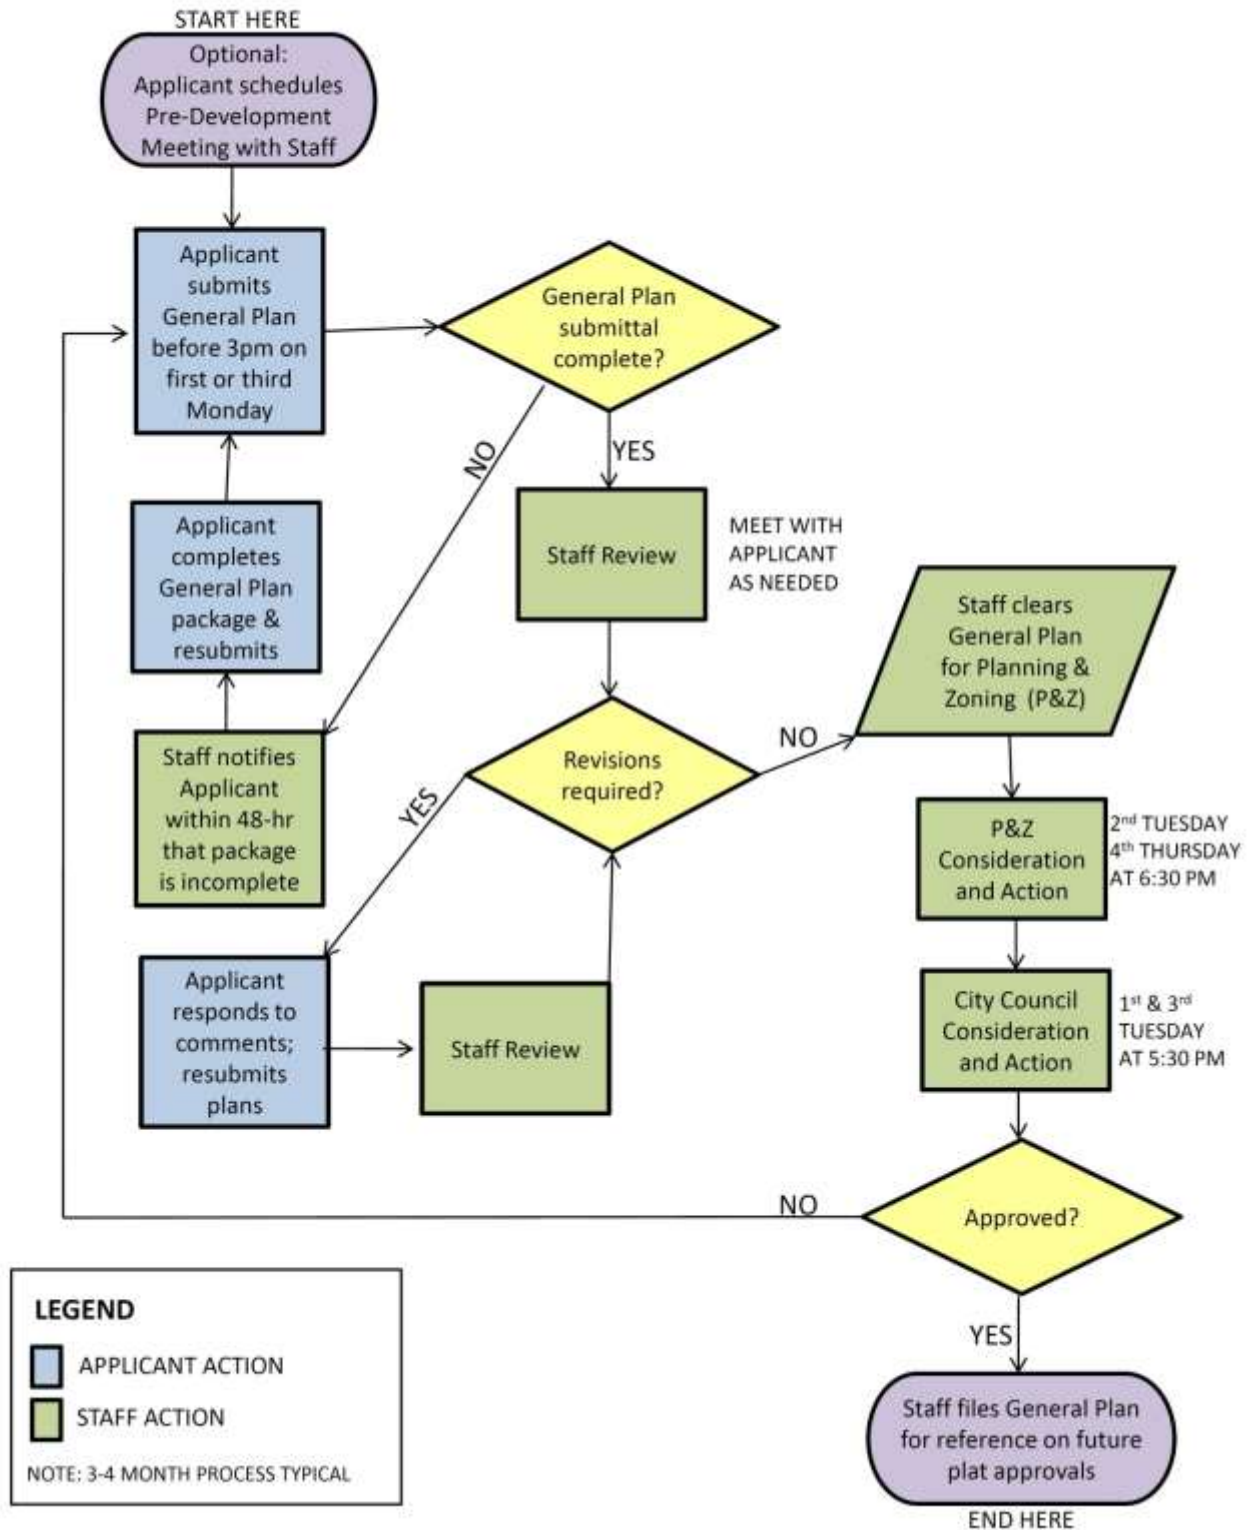 START HERE
Optional:
Applicant schedules
Pre-Development
Meeting with Staff
Applicant
submits
General Plan
before 3pm on
first or third
Monday
General Plan
submittal
complete?
NO
YES
Applicant
completes
General Plan
package &
resubmits
Staff Review
MEET WITH
APPLICANT
AS NEEDED
Staff clears
General Plan
for Planning &
Zoning (P&Z)
Staff notifies
Applicant
within 48-hr
that package
is incomplete
Revisions
required?
NO
YES
P&Z
Consideration
and Action
2nd TUESDAY
4th THURSDAY
AT 6:30 PM
Applicant
responds to
comments;
resubmits
plans
Staff Review
City Council
Consideration
and Action
1st & 3rd
TUESDAY
AT 5:30 PM
NO
Approved?
YES
LEGEND
APPLICANT ACTION
STAFF ACTION
NOTE: 3-4 MONTH PROCESS TYPICAL
Staff files General Plan
for reference on future
plat approvals
END HERE